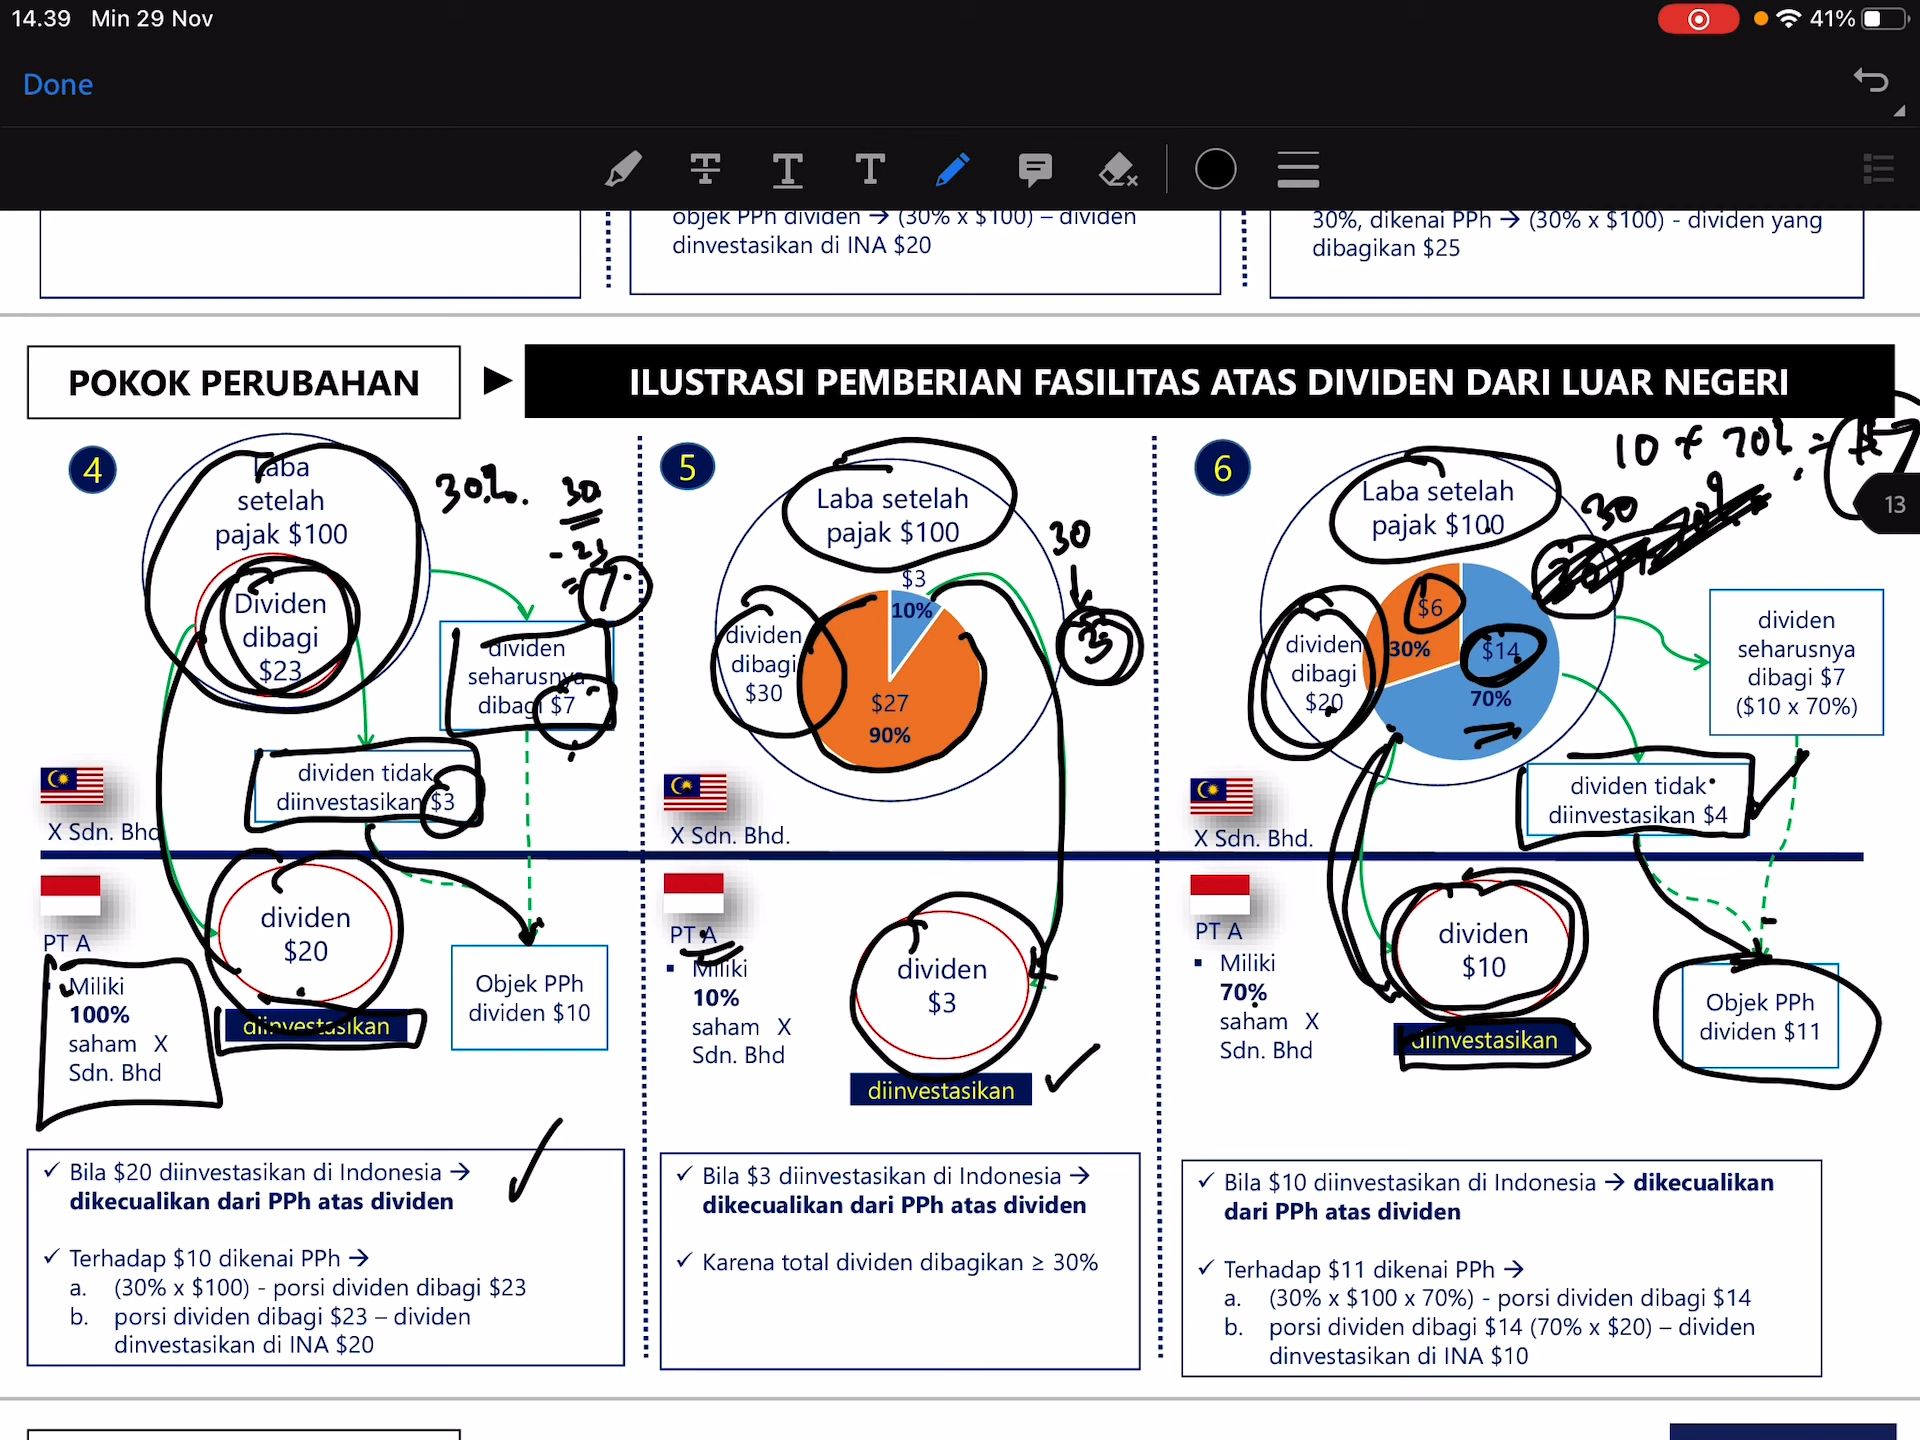 14.39 Min 29 Nov
41%
Done
objek PPh dividen → (30% x $100) – dividen
dinvestasikan di INA $20
30%, dikenai PPh → (30% x $100) - dividen yang
dibagikan $25
POKOK PERUBAHAN
ILUSTRASI PEMBERIAN FASILITAS ATAS DIVIDEN DARI LUAR NEGERI
13
4
Laba
setelah
pajak $100
30%.
30
- 23
= 7
Dividen
dibagi
$23
dividen
seharusnya
dibagi $7
dividen tidak
diinvestasikan $3
X Sdn. Bhd
PT A
Miliki
100%
saham X
Sdn. Bhd
dividen
$20
diinvestasikan
Objek PPh
dividen $10
✓ Bila $20 diinvestasikan di Indonesia →
dikecualikan dari PPh atas dividen
✓ Terhadap $10 dikenai PPh →
a. (30% x $100) - porsi dividen dibagi $23
b. porsi dividen dibagi $23 – dividen
dinvestasikan di INA $20
5
Laba setelah
pajak $100
30
$3
10%
dividen
dibagi
$30
$27
90%
X Sdn. Bhd.
PT A
▪ Miliki
10%
saham X
Sdn. Bhd
dividen
$3
diinvestasikan
✓ Bila $3 diinvestasikan di Indonesia →
dikecualikan dari PPh atas dividen
✓ Karena total dividen dibagikan ≥ 30%
6
Laba setelah
pajak $100
10 x 70% =
30
$6
30%
$14
70%
dividen
dibagi
$20
dividen
seharusnya
dibagi $7
($10 x 70%)
dividen tidak
diinvestasikan $4
X Sdn. Bhd.
PT A
▪ Miliki
70%
saham X
Sdn. Bhd
dividen
$10
diinvestasikan
Objek PPh
dividen $11
✓ Bila $10 diinvestasikan di Indonesia → dikecualikan
dari PPh atas dividen
✓ Terhadap $11 dikenai PPh →
a. (30% x $100 x 70%) - porsi dividen dibagi $14
b. porsi dividen dibagi $14 (70% x $20) – dividen
dinvestasikan di INA $10